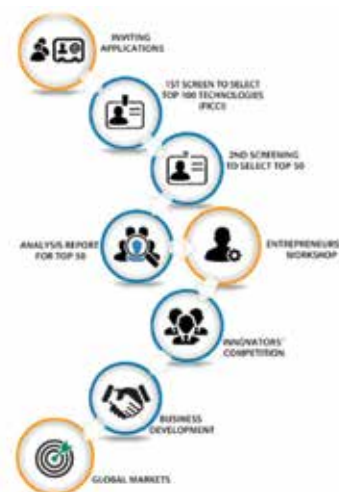 INVITING
APPLICATIONS
1ST SCREEN TO SELECT
TOP 100 TECHNOLOGIES
(FICCI)
2ND SCREENING
TO SELECT TOP 50
ANALYSIS REPORT
FOR TOP 50
ENTREPRENEURS
WORKSHOP
INNOVATORS'
COMPETITION
BUSINESS
DEVELOPMENT
GLOBAL MARKETS